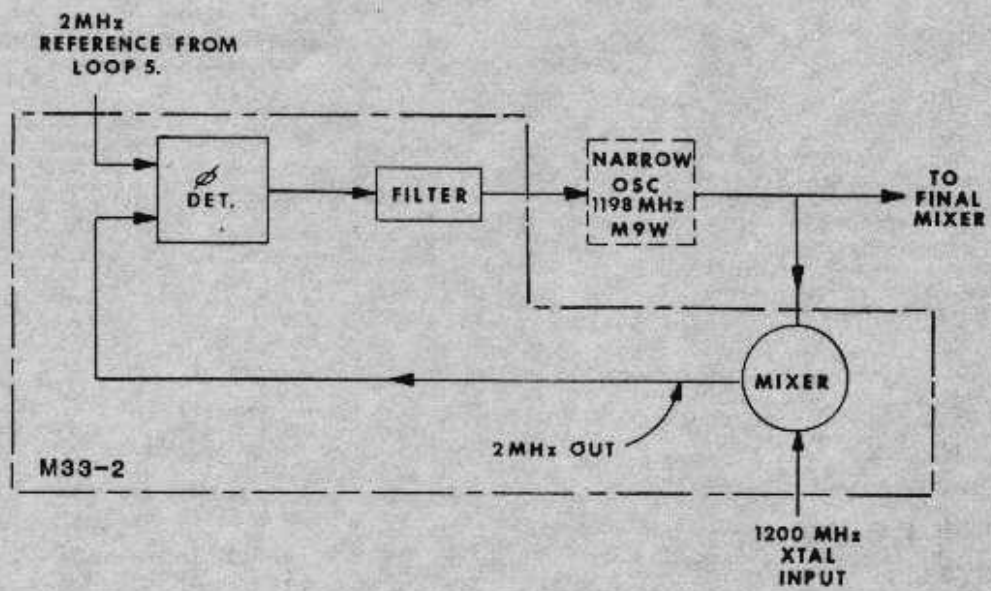 2MHz
REFERENCE FROM
LOOP 5.
Ø
DET.
FILTER
NARROW
OSC
1198 MHz
M9W
TO
FINAL
MIXER
MIXER
2MHz OUT
M33-2
1200 MHz
XTAL
INPUT